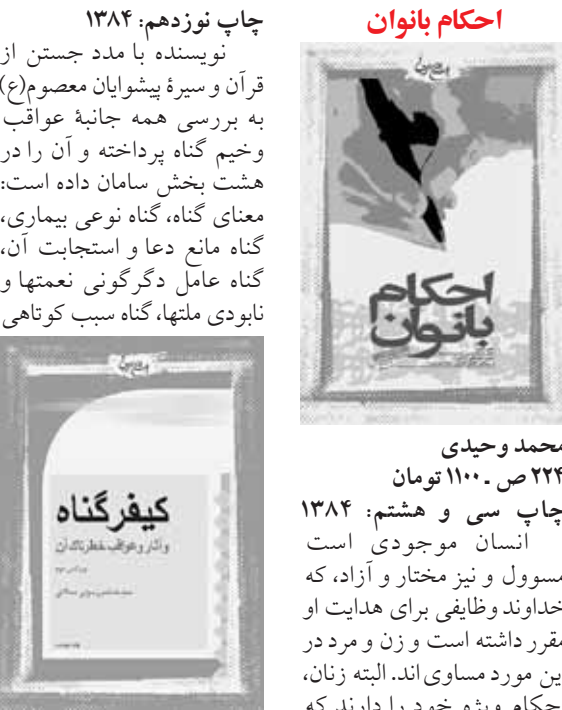 احکام بانوان
احکام
بانوان
محمد وحیدی
۲۲۴ ص ـ ۱۱۰۰ تومان
چاپ سی و هشتم: ۱۳۸۴
انسان موجودی است
مسوول و نیز مختار و آزاد، که
خداوند وظایفی برای هدایت او
مقرر داشته است و زن و مرد در
ین مورد مساوی‌اند. البته زنان،
حکام ویژه خود را دارند که
چاپ نوزدهم: ۱۳۸۴
نویسنده با مدد جستن از
قرآن و سیرهٔ پیشوایان معصوم(ع)
به بررسی همه جانبهٔ عواقب
وخیم گناه پرداخته و آن را در
هشت بخش سامان داده است:
معنای گناه، گناه نوعی بیماری،
گناه مانع دعا و استجابت آن،
گناه عامل دگرگونی نعمتها و
نابودی ملتها، گناه سبب کوتاهی
کیفر گناه
و آثار و عواقب خطرناک آن